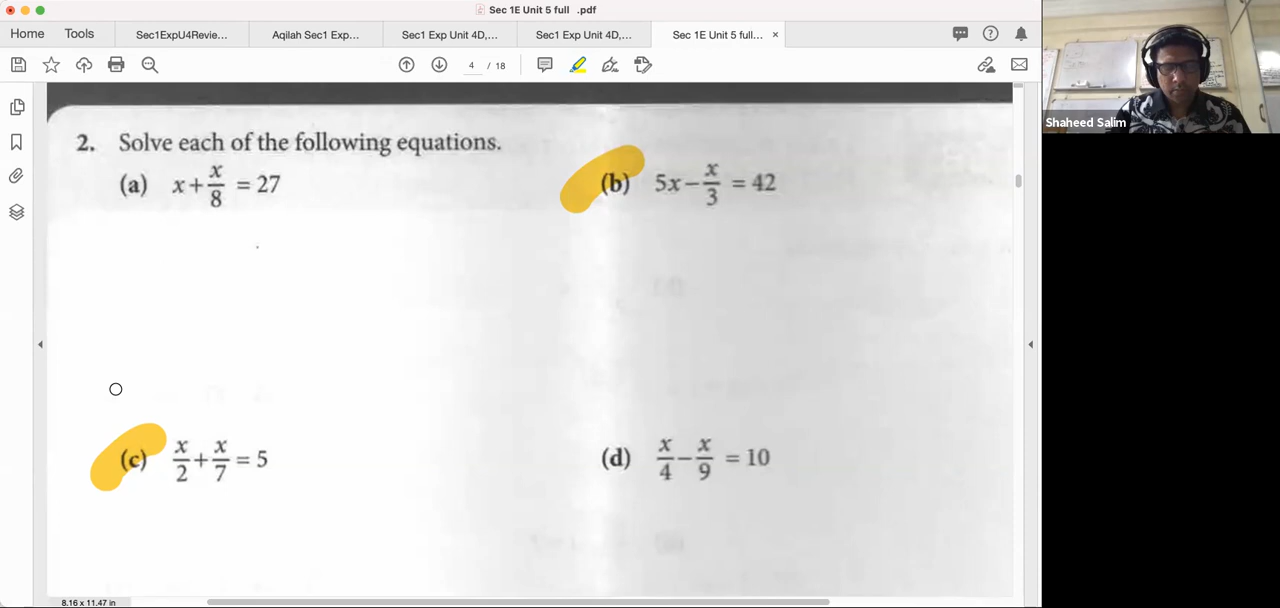 Sec 1E Unit 5 full .pdf
Home Tools Sec1ExpU4Revie... Aqilah Sec1 Exp... Sec1 Exp Unit 4D,... Sec1 Exp Unit 4D,... Sec 1E Unit 5 full... ×
4 / 18
Shaheed Salim
2. Solve each of the following equations.
(a) x + x/8 = 27
(b) 5x − x/3 = 42
(c) x/2 + x/7 = 5
(d) x/4 − x/9 = 10
8.16 x 11.47 in